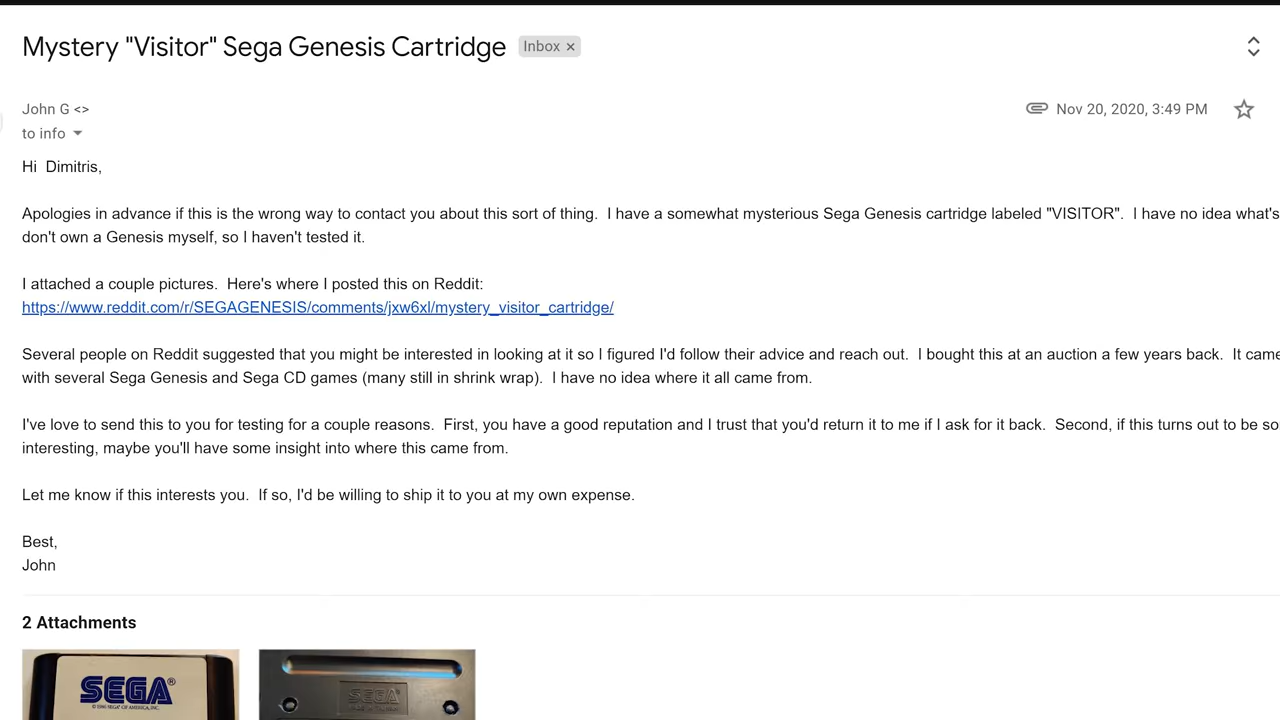 Mystery "Visitor" Sega Genesis Cartridge Inbox ×
John G <> Nov 20, 2020, 3:49 PM
to info
Hi  Dimitris,
Apologies in advance if this is the wrong way to contact you about this sort of thing.  I have a somewhat mysterious Sega Genesis cartridge labeled "VISITOR".  I have no idea what's
don't own a Genesis myself, so I haven't tested it.
I attached a couple pictures.  Here's where I posted this on Reddit:
https://www.reddit.com/r/SEGAGENESIS/comments/jxw6xl/mystery_visitor_cartridge/
Several people on Reddit suggested that you might be interested in looking at it so I figured I'd follow their advice and reach out.  I bought this at an auction a few years back.  It came
with several Sega Genesis and Sega CD games (many still in shrink wrap).  I have no idea where it all came from.
I've love to send this to you for testing for a couple reasons.  First, you have a good reputation and I trust that you'd return it to me if I ask for it back.  Second, if this turns out to be so
interesting, maybe you'll have some insight into where this came from.
Let me know if this interests you.  If so, I'd be willing to ship it to you at my own expense.
Best,
John
2 Attachments
SEGA®
SEGA